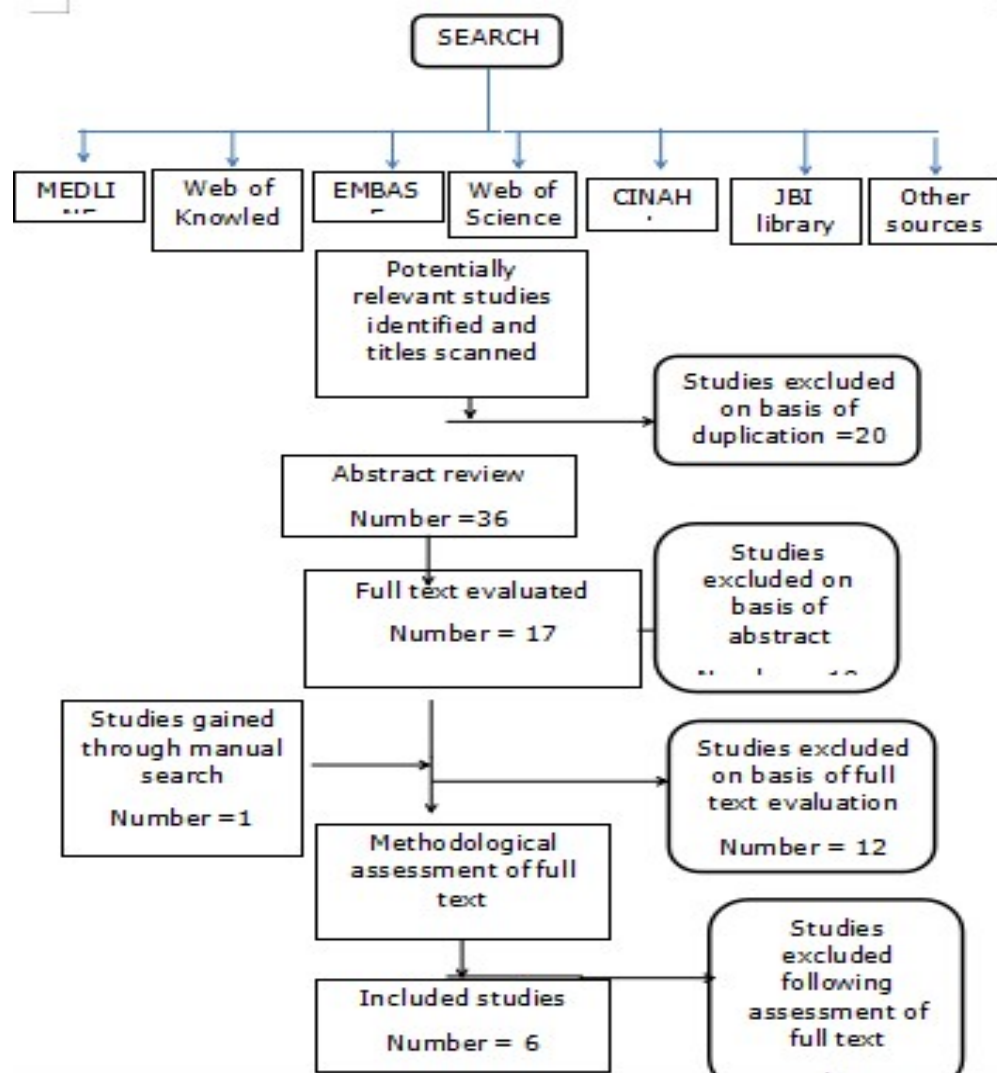 SEARCH
MEDLI
Web of
Knowled
EMBAS
Web of
Science
CINAH
JBI
library
Other
sources
Potentially
relevant studies
identified and
titles scanned
Studies excluded
on basis of
duplication =20
Abstract review
Number =36
Studies
excluded on
basis of
abstract
Full text evaluated
Number = 17
Studies gained
through manual
search
Number =1
Studies excluded
on basis of full
text evaluation
Number = 12
Methodological
assessment of full
text
Studies
excluded
following
assessment of
full text
Included studies
Number = 6